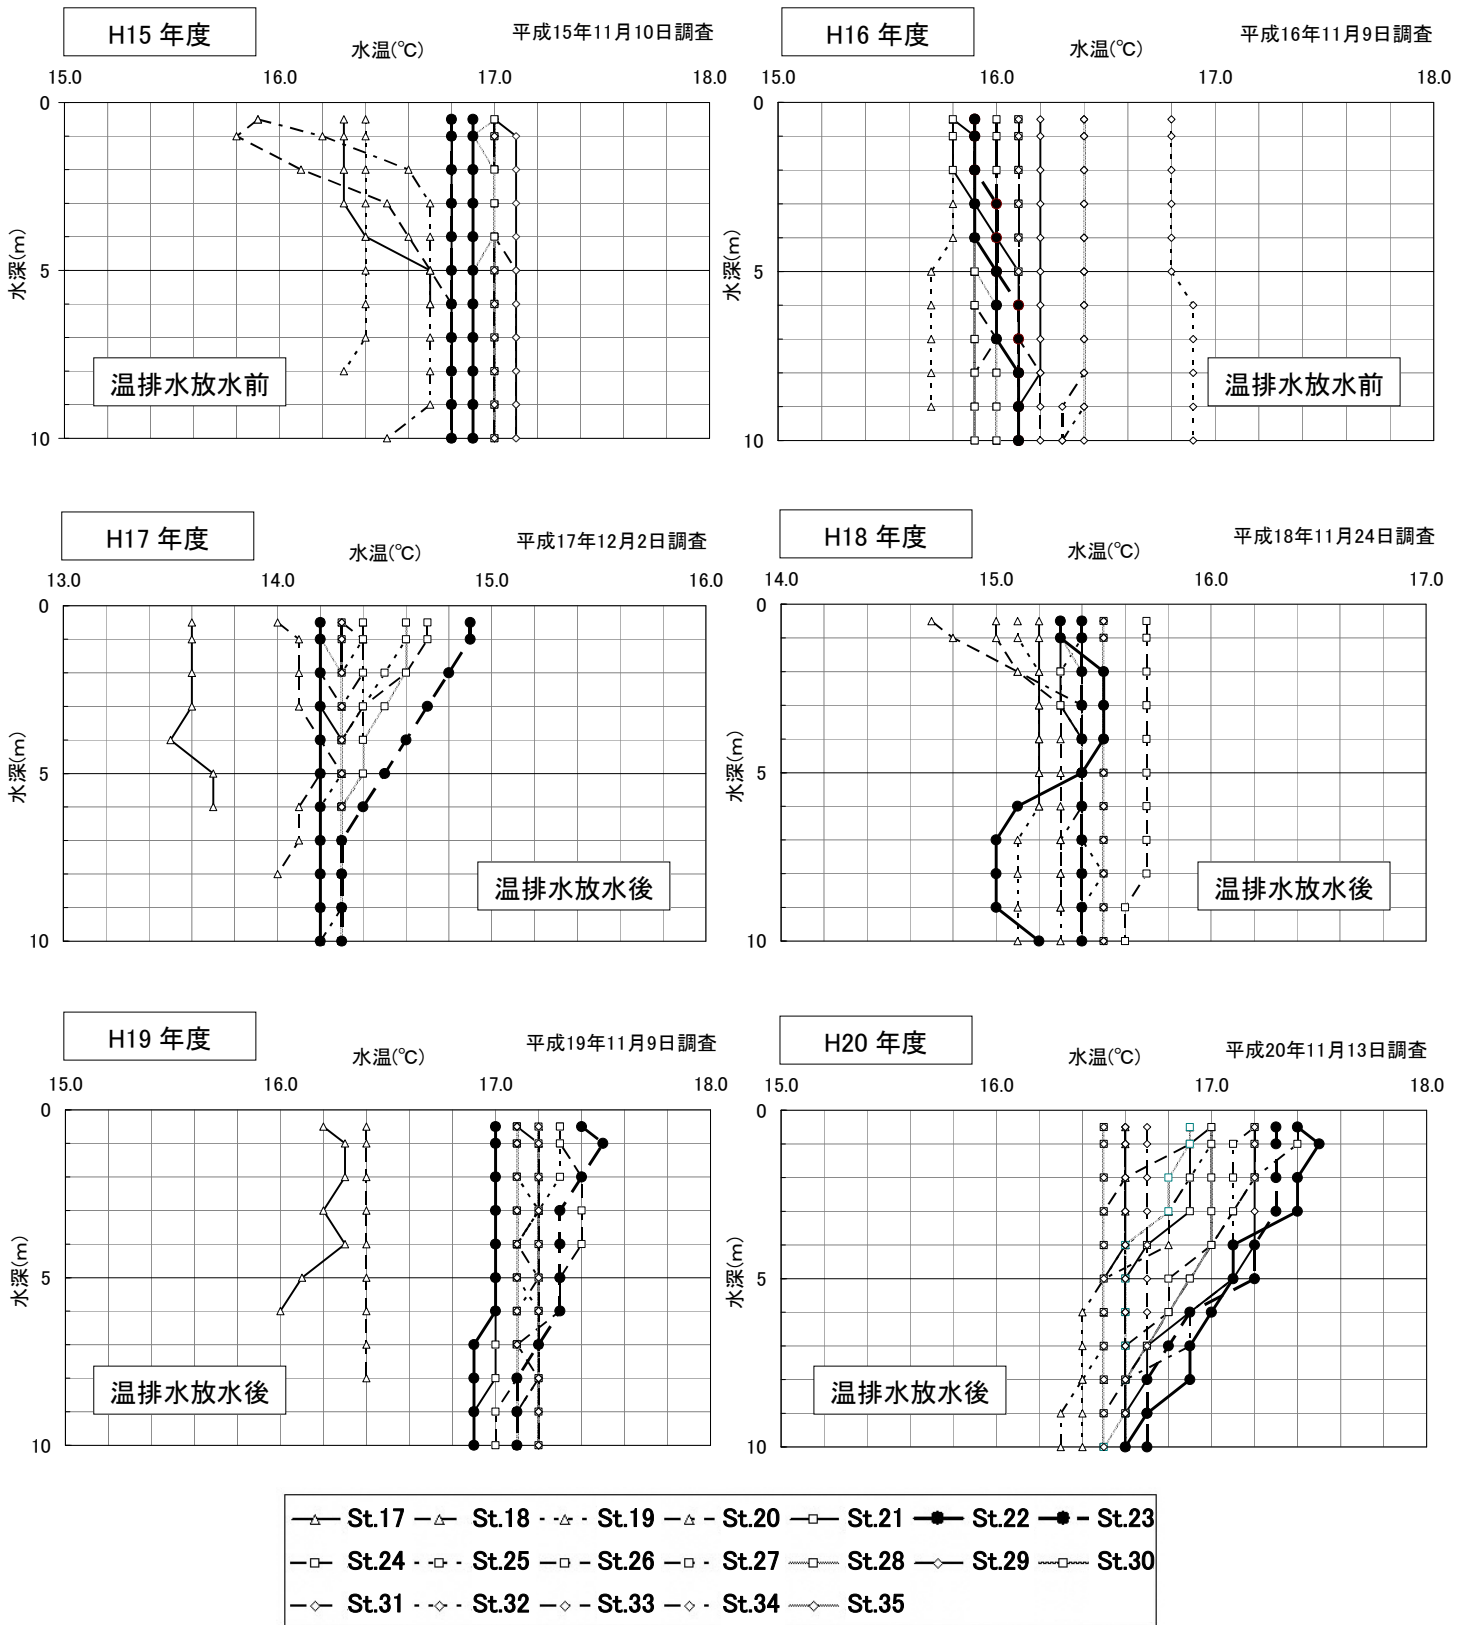 H15 年度
平成15年11月10日調査
水温(℃)
15.0 16.0 17.0 18.0
0
5
10
水深(m)
温排水放水前
H16 年度
平成16年11月9日調査
水温(℃)
15.0 16.0 17.0 18.0
0
5
10
水深(m)
温排水放水前
H17 年度
平成17年12月2日調査
水温(℃)
13.0 14.0 15.0 16.0
0
5
10
水深(m)
温排水放水後
H18 年度
平成18年11月24日調査
水温(℃)
14.0 15.0 16.0 17.0
0
5
10
水深(m)
温排水放水後
H19 年度
平成19年11月9日調査
水温(℃)
15.0 16.0 17.0 18.0
0
5
10
水深(m)
温排水放水後
H20 年度
平成20年11月13日調査
水温(℃)
15.0 16.0 17.0 18.0
0
5
10
水深(m)
温排水放水後
St.17 St.18 St.19 St.20 St.21 St.22 St.23
St.24 St.25 St.26 St.27 St.28 St.29 St.30
St.31 St.32 St.33 St.34 St.35